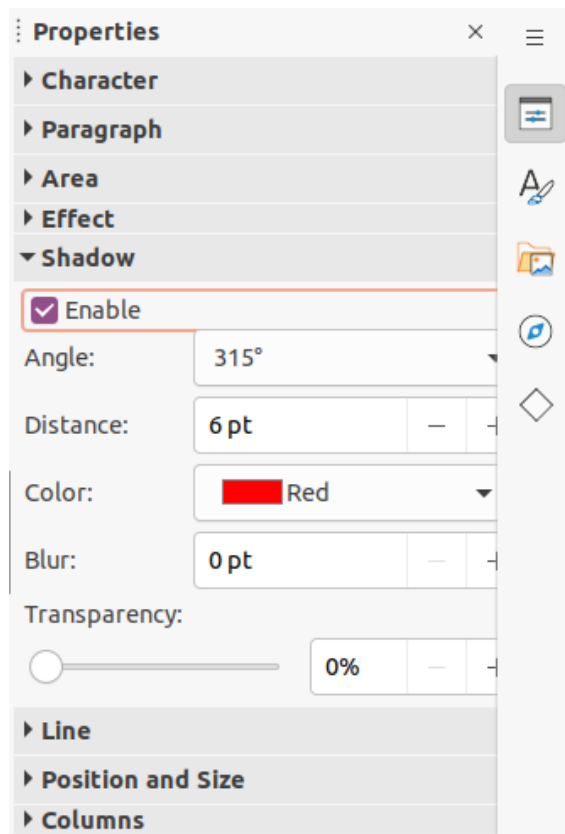 Properties
Character
Paragraph
Area
Effect
Shadow
Enable
Angle: 315°
Distance: 6 pt
Color: Red
Blur: 0 pt
Transparency:
0%
Line
Position and Size
Columns